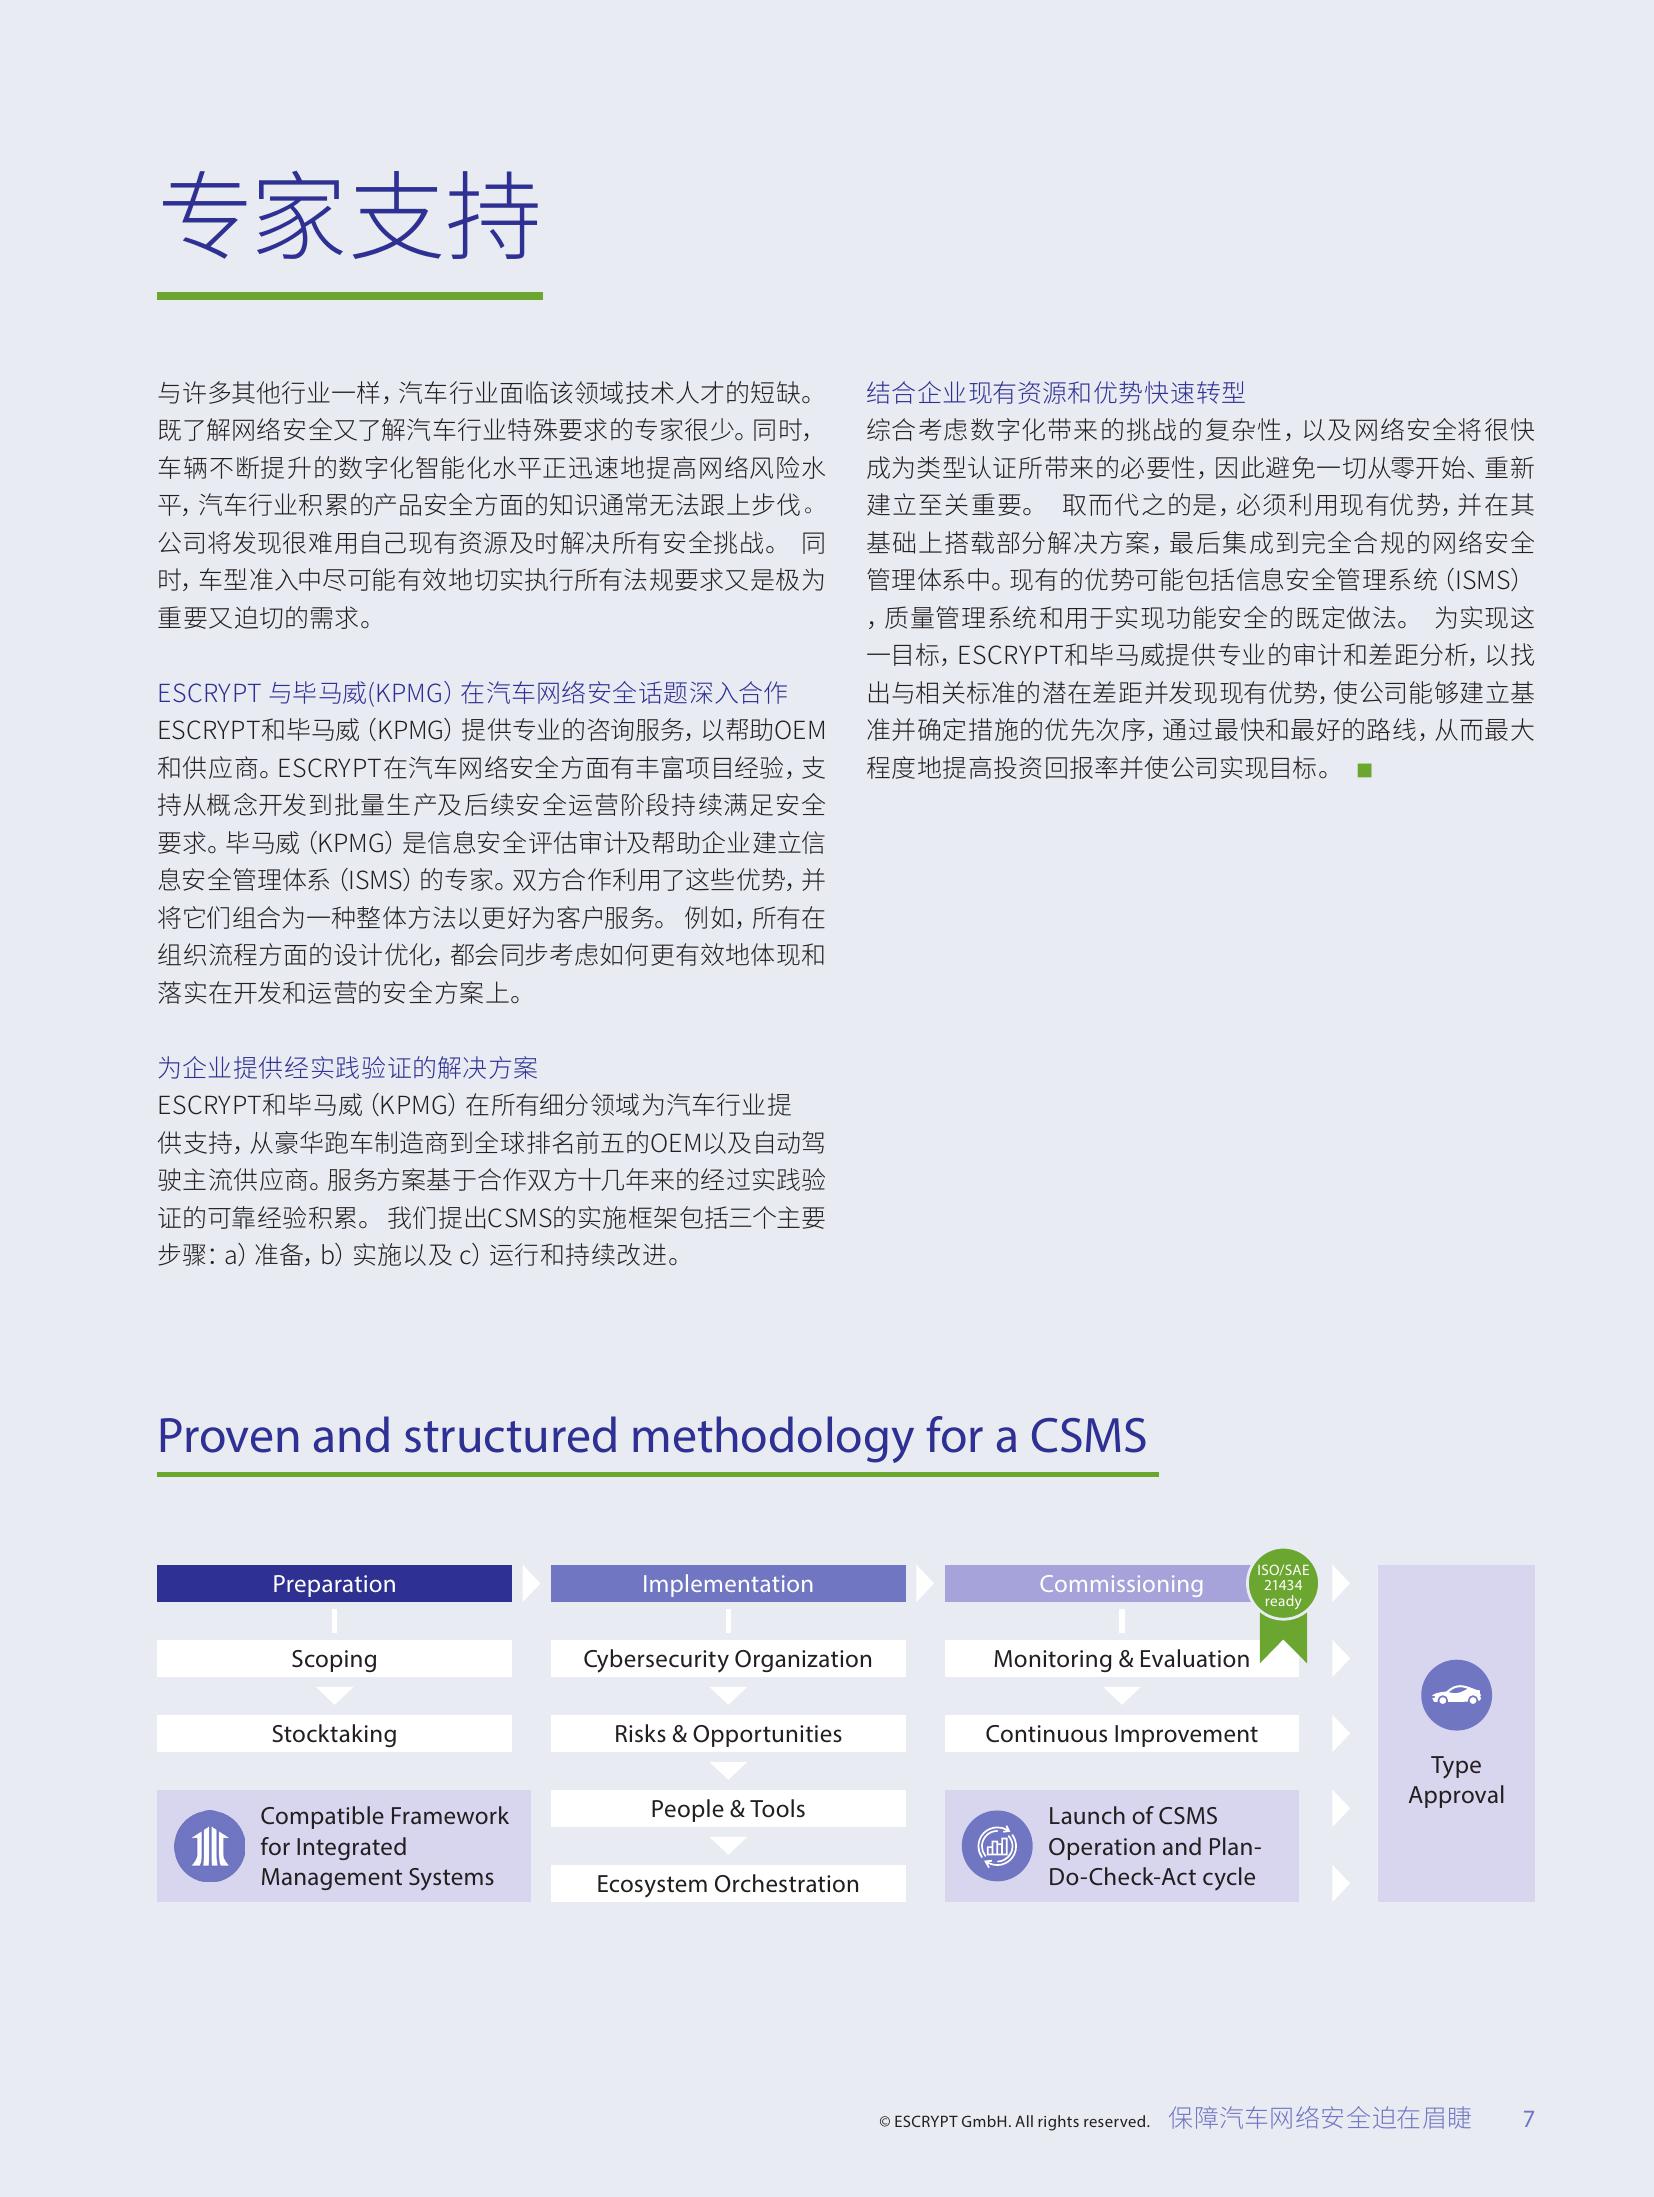 专家支持
与许多其他行业一样，汽车行业面临该领域技术人才的短缺。
既了解网络安全又了解汽车行业特殊要求的专家很少。同时，
车辆不断提升的数字化智能化水平正迅速地提高网络风险水
平，汽车行业积累的产品安全方面的知识通常无法跟上步伐。
公司将发现很难用自己现有资源及时解决所有安全挑战。 同
时，车型准入中尽可能有效地切实执行所有法规要求又是极为
重要又迫切的需求。
ESCRYPT 与毕马威(KPMG）在汽车网络安全话题深入合作
ESCRYPT和毕马威（KPMG）提供专业的咨询服务，以帮助OEM
和供应商。ESCRYPT在汽车网络安全方面有丰富项目经验，支
持从概念开发到批量生产及后续安全运营阶段持续满足安全
要求。毕马威（KPMG）是信息安全评估审计及帮助企业建立信
息安全管理体系（ISMS）的专家。双方合作利用了这些优势，并
将它们组合为一种整体方法以更好为客户服务。 例如，所有在
组织流程方面的设计优化，都会同步考虑如何更有效地体现和
落实在开发和运营的安全方案上。
为企业提供经实践验证的解决方案
ESCRYPT和毕马威（KPMG）在所有细分领域为汽车行业提
供支持，从豪华跑车制造商到全球排名前五的OEM以及自动驾
驶主流供应商。服务方案基于合作双方十几年来的经过实践验
证的可靠经验积累。 我们提出CSMS的实施框架包括三个主要
步骤：a）准备，b）实施以及 c）运行和持续改进。
结合企业现有资源和优势快速转型
综合考虑数字化带来的挑战的复杂性，以及网络安全将很快
成为类型认证所带来的必要性，因此避免一切从零开始、重新
建立至关重要。 取而代之的是，必须利用现有优势，并在其
基础上搭载部分解决方案，最后集成到完全合规的网络安全
管理体系中。现有的优势可能包括信息安全管理系统（ISMS）
，质量管理系统和用于实现功能安全的既定做法。 为实现这
一目标，ESCRYPT和毕马威提供专业的审计和差距分析，以找
出与相关标准的潜在差距并发现现有优势，使公司能够建立基
准并确定措施的优先次序，通过最快和最好的路线，从而最大
程度地提高投资回报率并使公司实现目标。 ■
Proven and structured methodology for a CSMS
Preparation
Scoping
Stocktaking
Compatible Framework
for Integrated
Management Systems
Implementation
Cybersecurity Organization
Risks & Opportunities
People & Tools
Ecosystem Orchestration
Commissioning
ISO/SAE
21434
ready
Monitoring & Evaluation
Continuous Improvement
Launch of CSMS
Operation and Plan-
Do-Check-Act cycle
Type
Approval
© ESCRYPT GmbH. All rights reserved. 保障汽车网络安全迫在眉睫 7